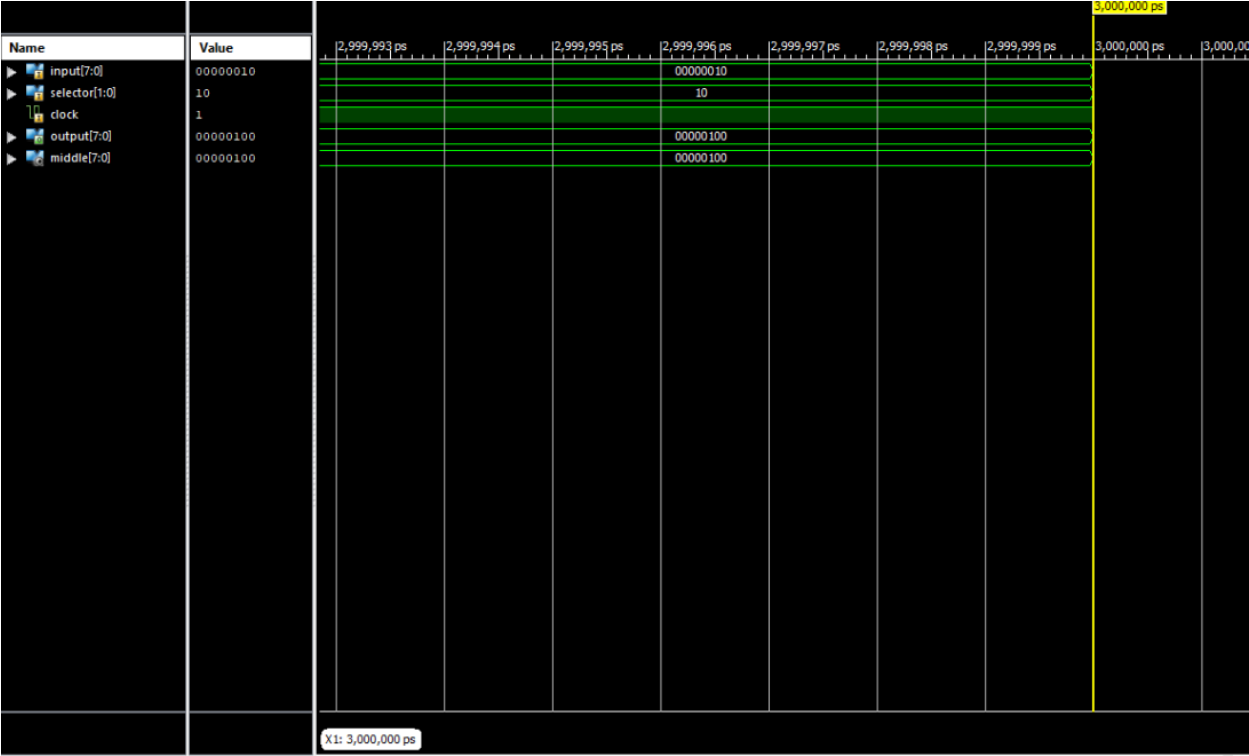 3,000,000 ps
Name Value 2,999,993 ps 2,999,994 ps 2,999,995 ps 2,999,996 ps 2,999,997 ps 2,999,998 ps 2,999,999 ps 3,000,000 ps 3,000,00
input[7:0] 00000010 00000010
selector[1:0] 10 10
clock 1
output[7:0] 00000100 00000100
middle[7:0] 00000100 00000100
X1: 3,000,000 ps